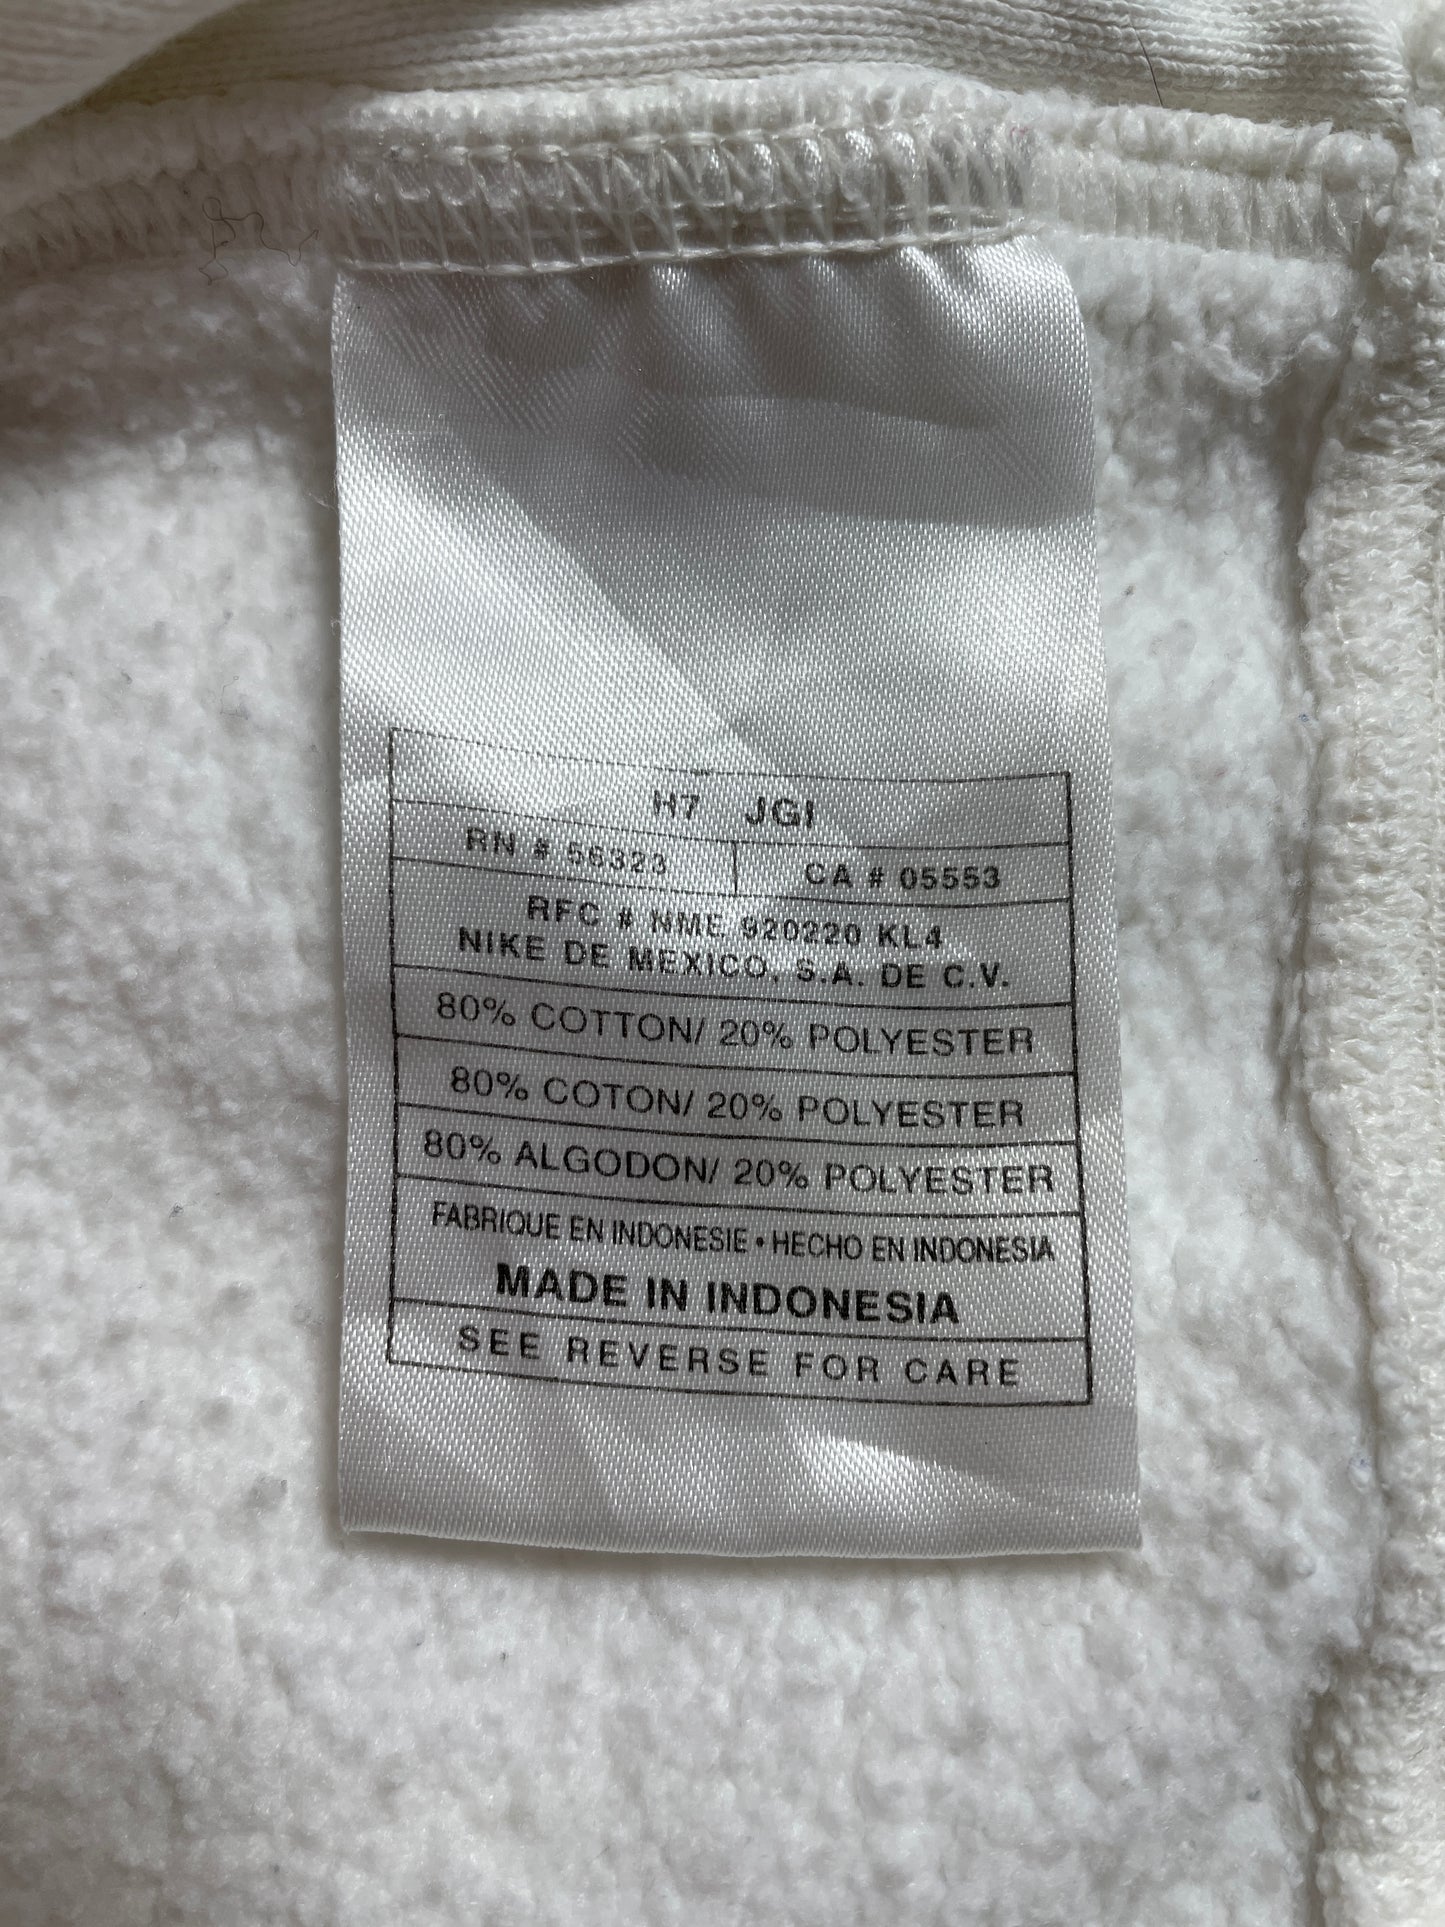 H7 JGI
RN # 56323 CA # 05553
RFC # NME 920220 KL4
NIKE DE MEXICO, S.A. DE C.V.
80% COTTON/ 20% POLYESTER
80% COTON/ 20% POLYESTER
80% ALGODON/ 20% POLYESTER
FABRIQUE EN INDONESIE • HECHO EN INDONESIA
MADE IN INDONESIA
SEE REVERSE FOR CARE